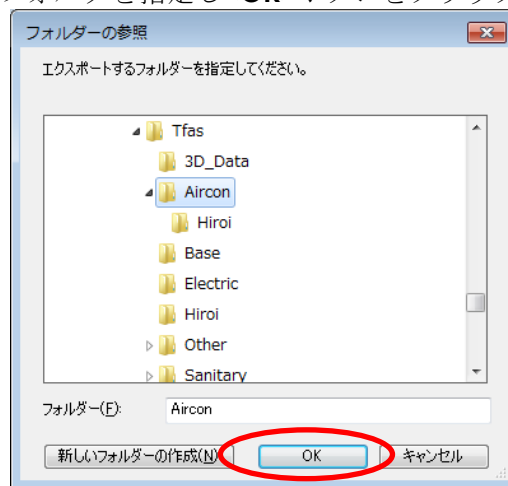 フォルダーの参照
エクスポートするフォルダーを指定してください。
Tfas
3D_Data
Aircon
Hiroi
Base
Electric
Hiroi
Other
Sanitary
フォルダー(F): Aircon
新しいフォルダーの作成(N) OK キャンセル